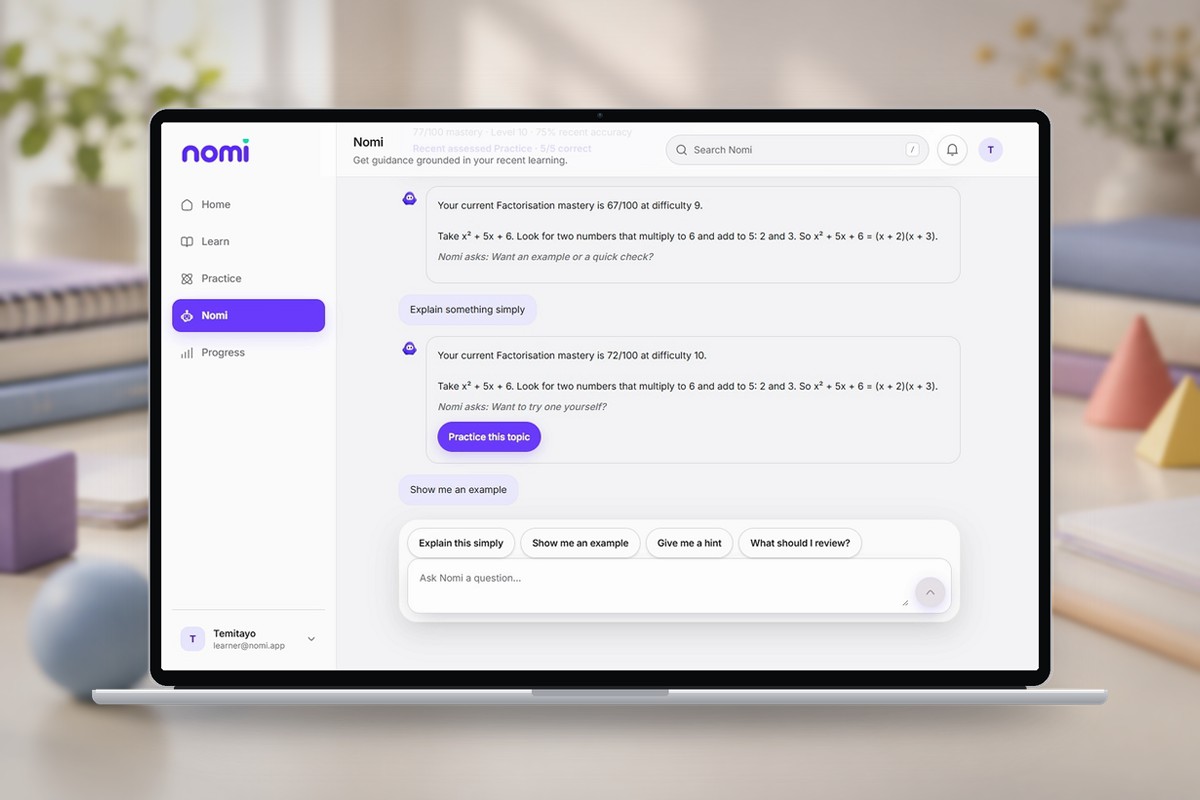 nomi
Home
Learn
Practice
Nomi
Progress
T
Temitayo
learner@nomi.app
77/100 mastery · Level 10 · 75% recent accuracy
Nomi
Recent assessed Practice · 5/5 correct
Get guidance grounded in your recent learning.
Search Nomi
/
T
Your current Factorisation mastery is 67/100 at difficulty 9.
Take x² + 5x + 6. Look for two numbers that multiply to 6 and add to 5: 2 and 3. So x² + 5x + 6 = (x + 2)(x + 3).
Nomi asks: Want an example or a quick check?
Explain something simply
Your current Factorisation mastery is 72/100 at difficulty 10.
Take x² + 5x + 6. Look for two numbers that multiply to 6 and add to 5: 2 and 3. So x² + 5x + 6 = (x + 2)(x + 3).
Nomi asks: Want to try one yourself?
Practice this topic
Show me an example
Explain this simply
Show me an example
Give me a hint
What should I review?
Ask Nomi a question...